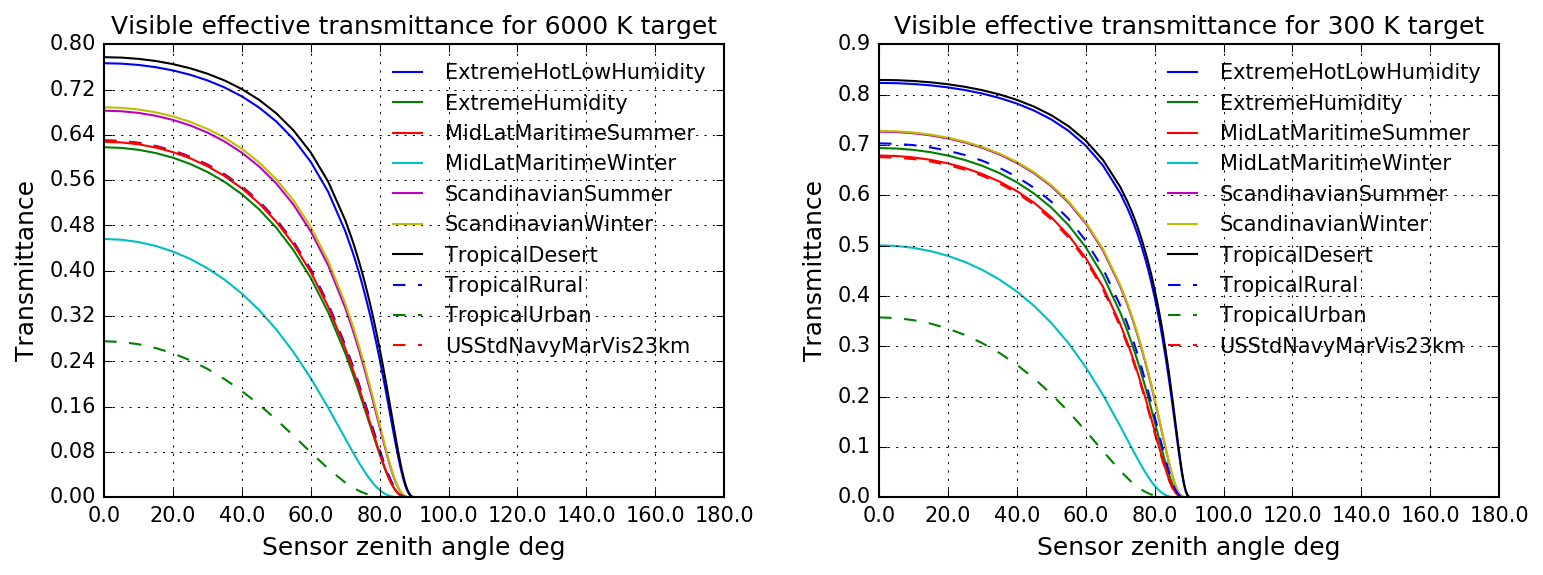 Visible effective transmittance for 6000 K target
0.80
0.72
0.64
0.56
0.48
0.40
0.32
0.24
0.16
0.08
0.00
Transmittance
ExtremeHotLowHumidity
ExtremeHumidity
MidLatMaritimeSummer
MidLatMaritimeWinter
ScandinavianSummer
ScandinavianWinter
TropicalDesert
TropicalRural
TropicalUrban
USStdNavyMarVis23km
0.0 20.0 40.0 60.0 80.0 100.0 120.0 140.0 160.0 180.0
Sensor zenith angle deg
Visible effective transmittance for 300 K target
0.9
0.8
0.7
0.6
0.5
0.4
0.3
0.2
0.1
0.0
Transmittance
ExtremeHotLowHumidity
ExtremeHumidity
MidLatMaritimeSummer
MidLatMaritimeWinter
ScandinavianSummer
ScandinavianWinter
TropicalDesert
TropicalRural
TropicalUrban
USStdNavyMarVis23km
0.0 20.0 40.0 60.0 80.0 100.0 120.0 140.0 160.0 180.0
Sensor zenith angle deg